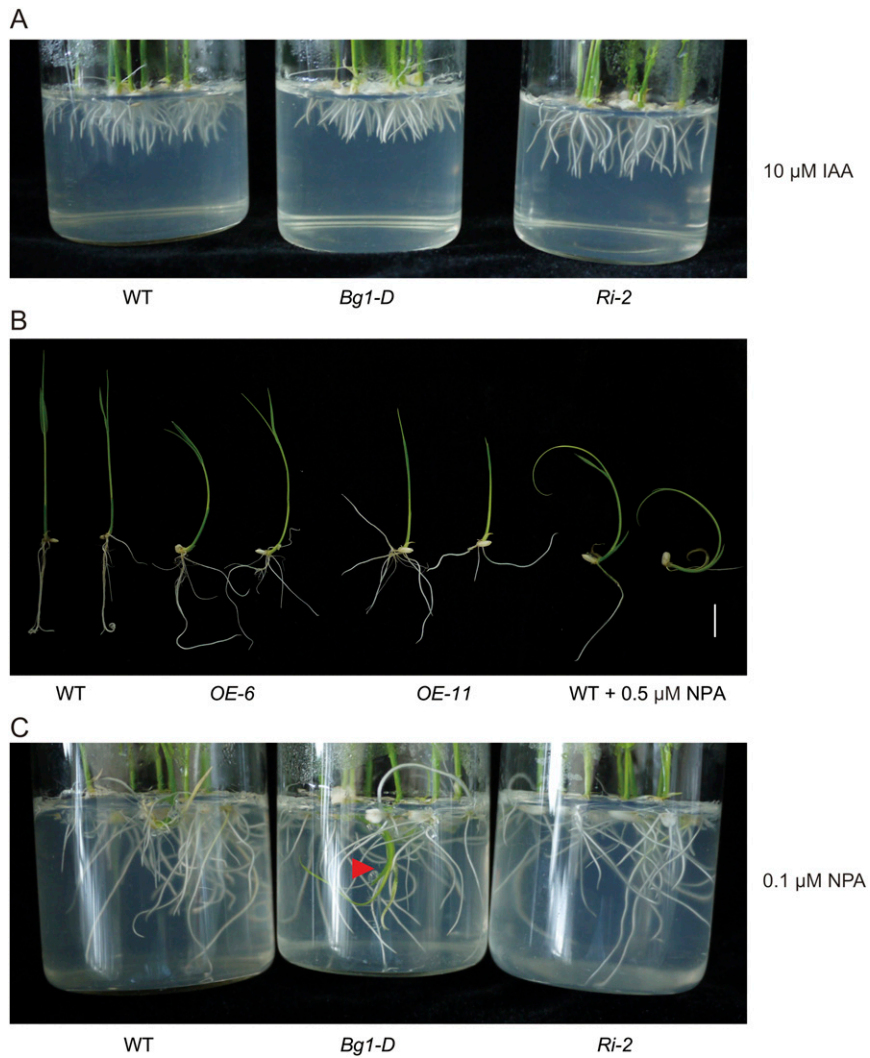 A
10 µM IAA
WT Bg1-D Ri-2
B
WT OE-6 OE-11 WT + 0.5 µM NPA
C
0.1 µM NPA
WT Bg1-D Ri-2